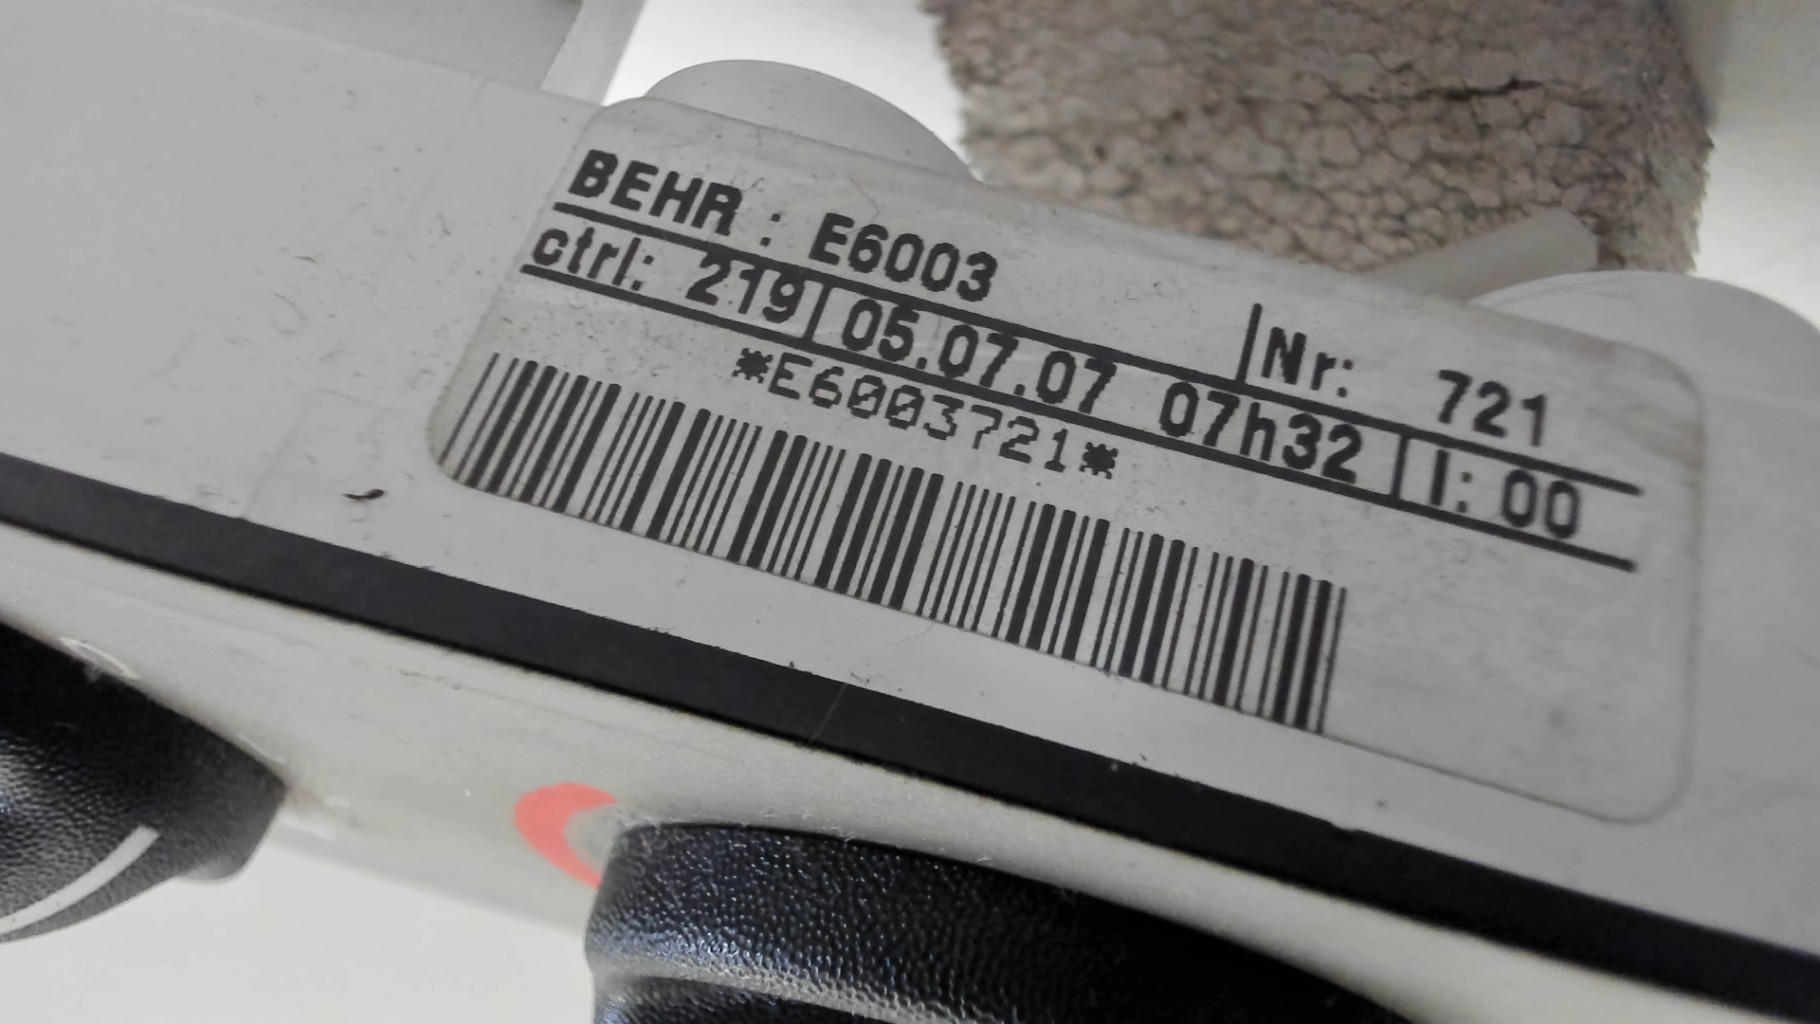 BEHR : E6003 Nr: 721
ctrl: 219 05.07.07 07h32 I: 00
*E6003721*